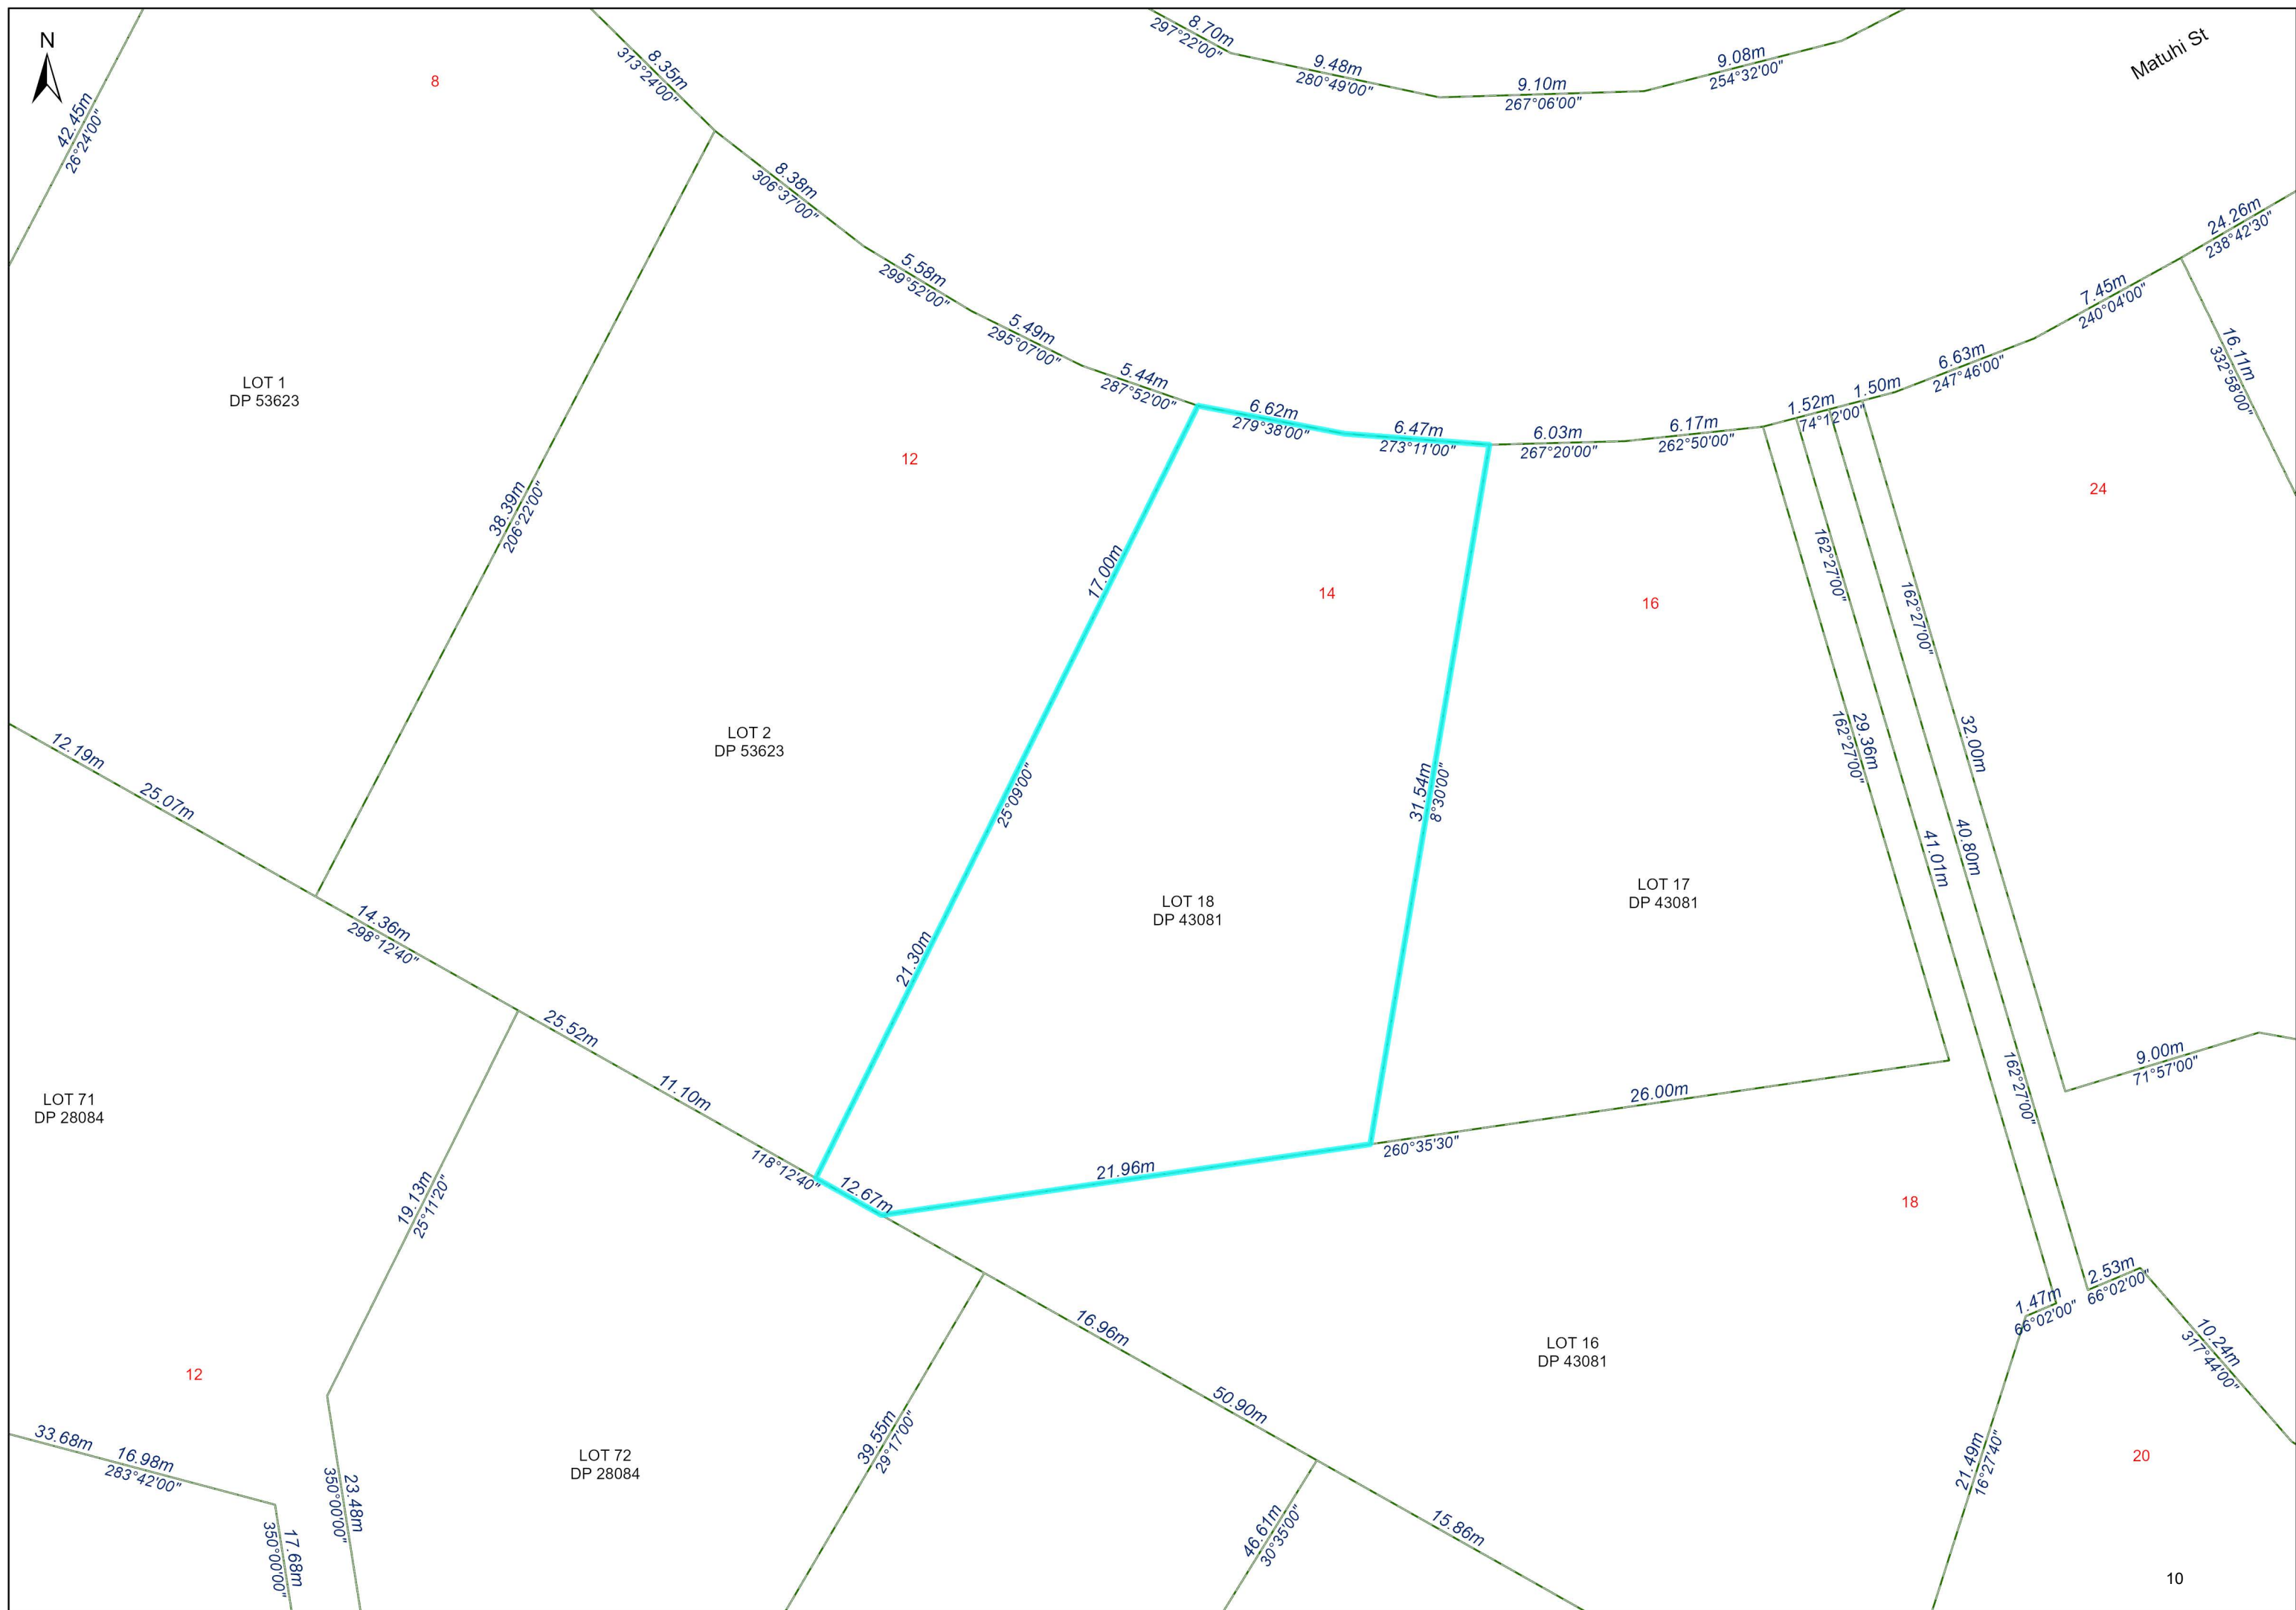 N
8.70m
297°22'00"
9.48m
280°49'00"
9.10m
267°06'00"
9.08m
254°32'00"
Matuhi St
8
8.35m
313°24'00"
42.45m
26°24'00"
8.38m
306°37'00"
5.58m
299°52'00"
5.49m
295°07'00"
5.44m
287°52'00"
6.62m
279°38'00"
6.47m
273°11'00"
6.03m
267°20'00"
6.17m
262°50'00"
1.52m
74°12'00"
1.50m
6.63m
247°46'00"
7.45m
240°04'00"
24.26m
238°42'30"
16.11m
332°58'00"
LOT 1
DP 53623
12
24
38.39m
206°22'00"
17.00m
14
16
162°27'00"
162°27'00"
12.19m
25.07m
LOT 2
DP 53623
25°09'00"
31.54m
8°30'00"
29.36m
162°27'00"
32.00m
41.01m
40.80m
14.36m
298°12'40"
21.30m
LOT 18
DP 43081
LOT 17
DP 43081
25.52m
11.10m
LOT 71
DP 28084
118°12'40"
12.67m
21.96m
260°35'30"
26.00m
162°27'00"
9.00m
71°57'00"
19.13m
25°11'20"
18
1.47m
66°02'00"
2.53m
66°02'00"
12
16.96m
LOT 16
DP 43081
10.24m
317°44'00"
33.68m
16.98m
283°42'00"
50.90m
39.55m
29°17'00"
LOT 72
DP 28084
23.48m
350°00'00"
21.49m
16°27'40"
20
17.68m
350°00'00"
46.61m
30°35'00"
15.86m
10